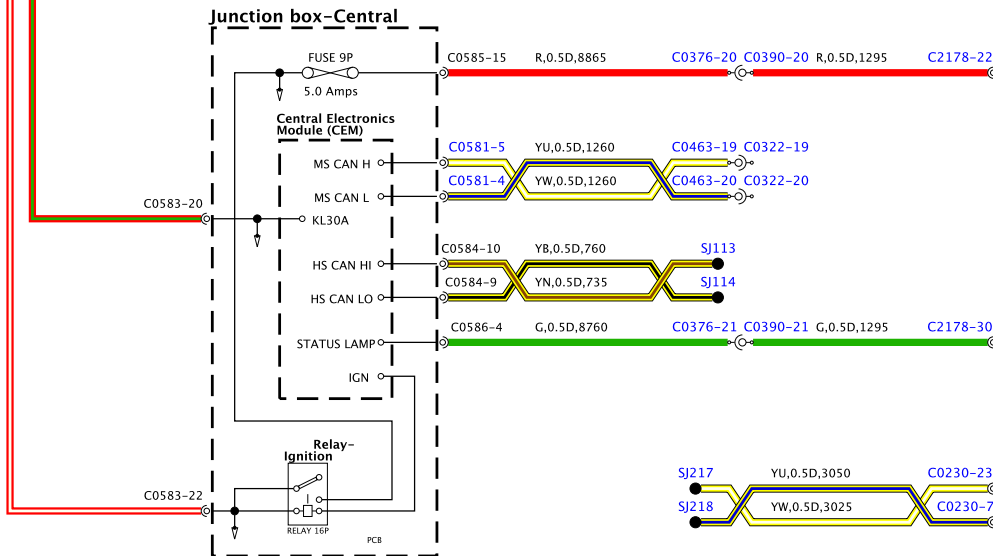 Junction box-Central
FUSE 9P
5.0 Amps
C0585-15 R,0.5D,8865 C0376-20 C0390-20 R,0.5D,1295 C2178-22
Central Electronics
Module (CEM)
MS CAN H
C0581-5 YU,0.5D,1260 C0463-19 C0322-19
MS CAN L
C0581-4 YW,0.5D,1260 C0463-20 C0322-20
C0583-20
KL30A
C0584-10 YB,0.5D,760 SJ113
HS CAN HI
C0584-9 YN,0.5D,735 SJ114
HS CAN LO
C0586-4 G,0.5D,8760 C0376-21 C0390-21 G,0.5D,1295 C2178-30
STATUS LAMP
IGN
Relay-
Ignition
SJ217 YU,0.5D,3050 C0230-23
C0583-22
SJ218 YW,0.5D,3025 C0230-7
RELAY 16P
PCB